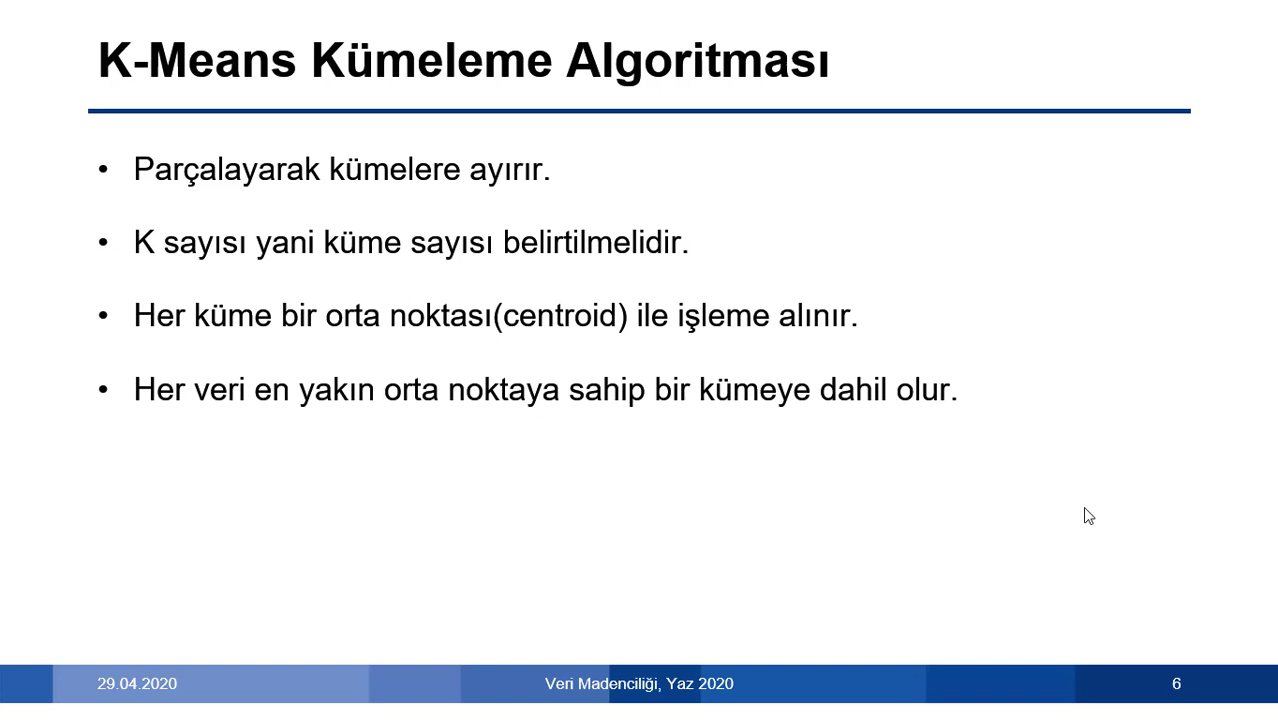 K-Means Kümeleme Algoritması
• Parçalayarak kümelere ayırır.
• K sayısı yani küme sayısı belirtilmelidir.
• Her küme bir orta noktası(centroid) ile işleme alınır.
• Her veri en yakın orta noktaya sahip bir kümeye dahil olur.
29.04.2020
Veri Madenciliği, Yaz 2020
6